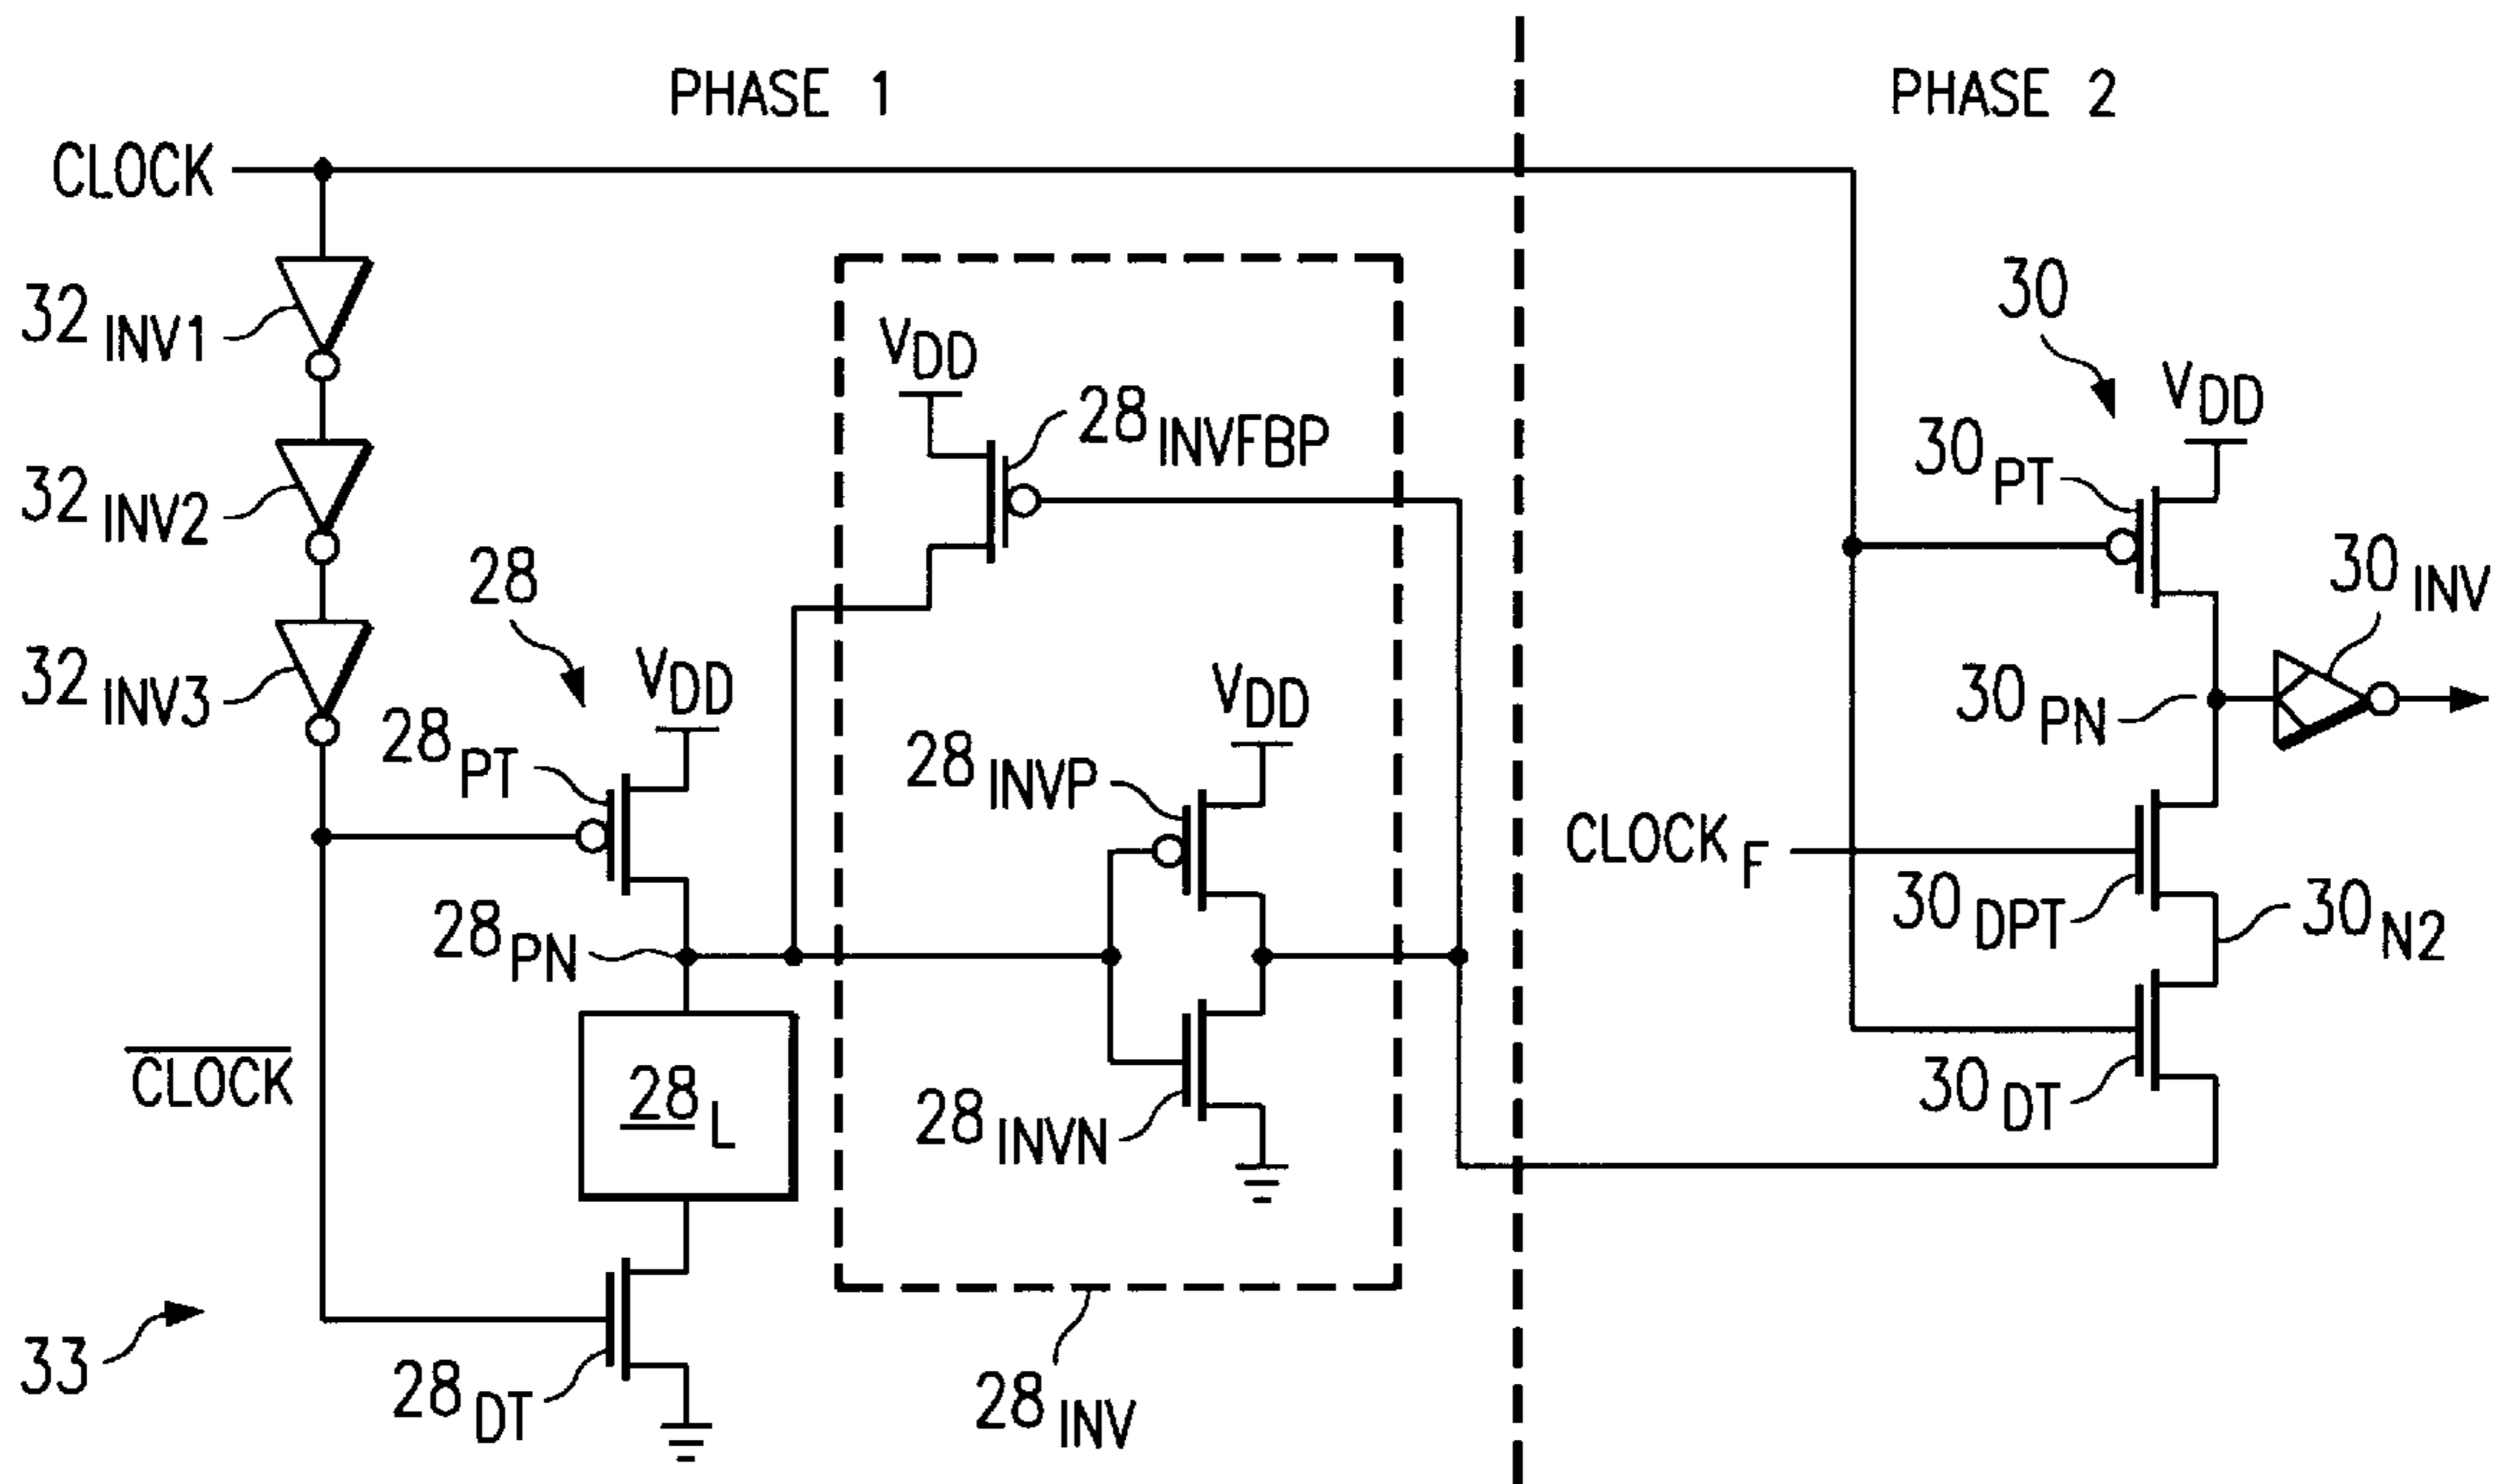 PHASE 1
PHASE 2
CLOCK
32 INV1
32 INV2
32 INV3
28
VDD
28 INVFBP
30
VDD
30 PT
30 INV
28 PT
VDD
28 INVP
VDD
30 PN
CLOCK F
28 PN
30 DPT
30 N2
CLOCK
28 L
28 INVN
30 DT
33
28 DT
28 INV